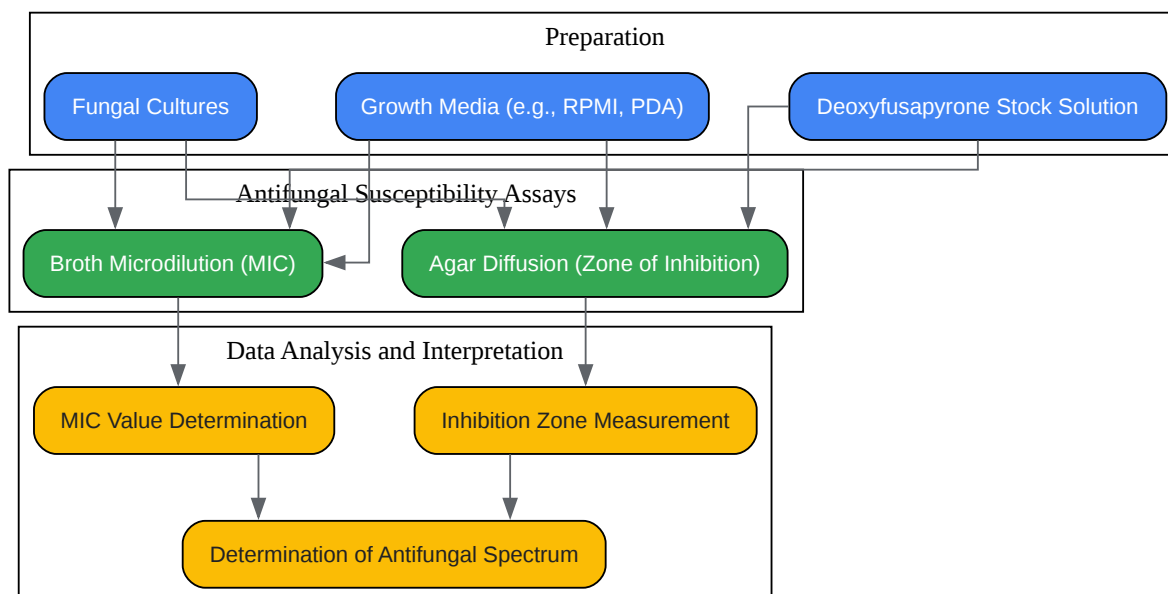 Preparation
Fungal Cultures
Growth Media (e.g., RPMI, PDA)
Deoxyfusapyrone Stock Solution
Antifungal Susceptibility Assays
Broth Microdilution (MIC)
Agar Diffusion (Zone of Inhibition)
Data Analysis and Interpretation
MIC Value Determination
Inhibition Zone Measurement
Determination of Antifungal Spectrum